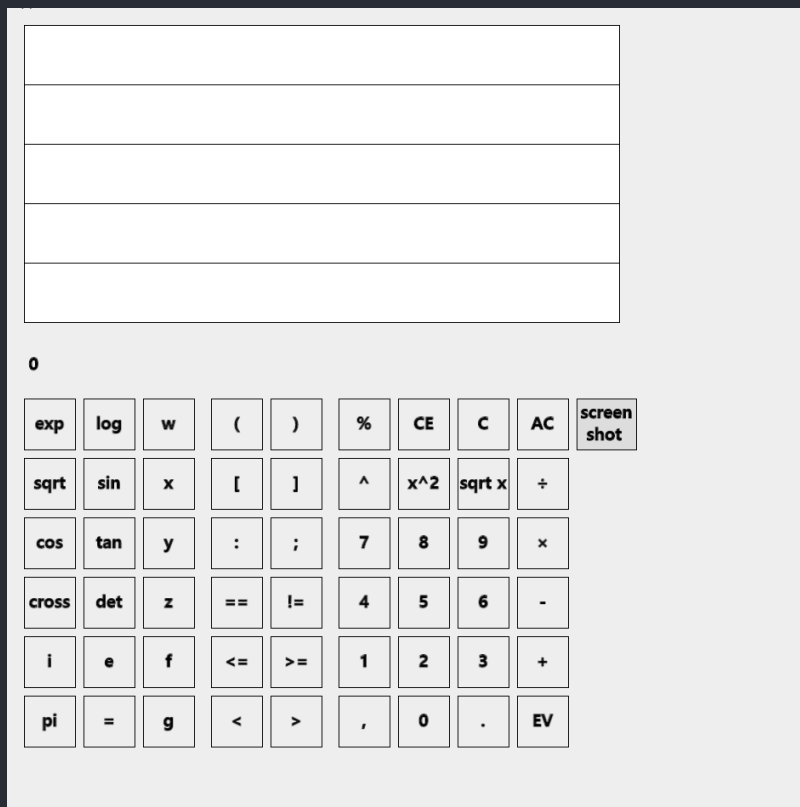 0
exp log w ( ) % CE C AC screen shot
sqrt sin x [ ] ^ x^2 sqrt x ÷
cos tan y : ; 7 8 9 ×
cross det z == != 4 5 6 -
i e f <= >= 1 2 3 +
pi = g < > , 0 . EV